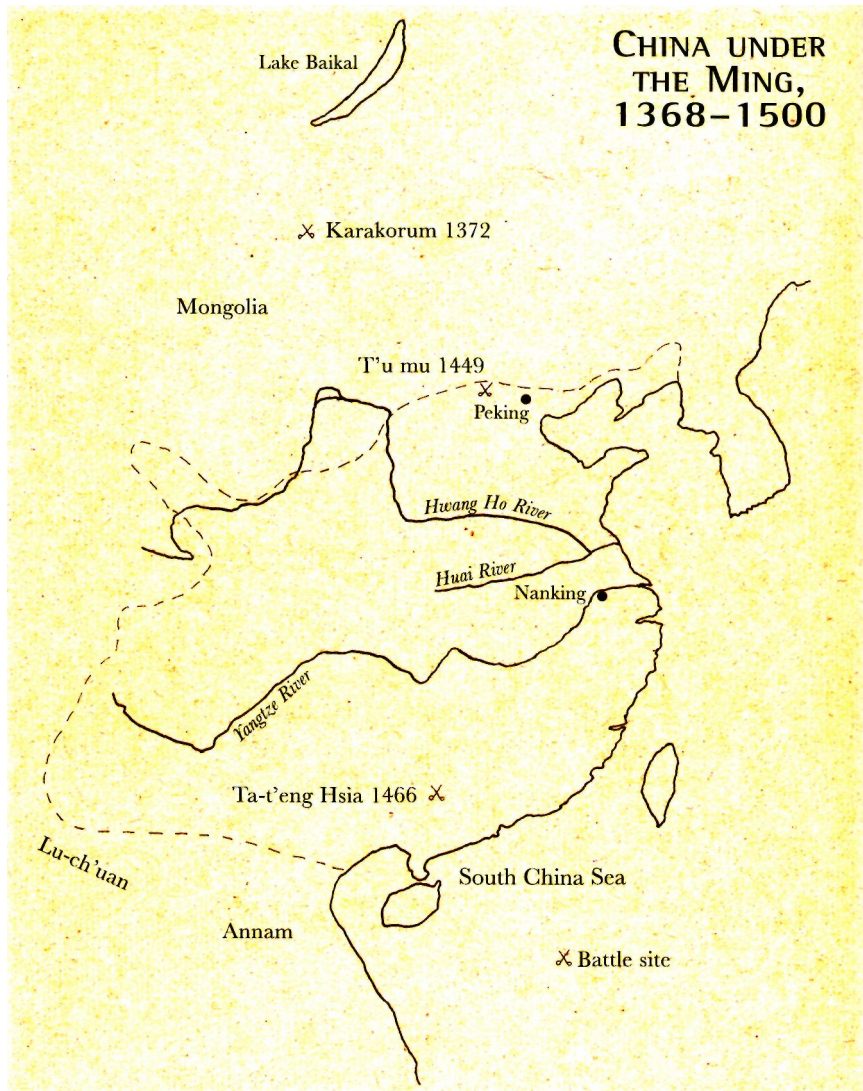 CHINA UNDER
THE MING,
1368–1500
Lake Baikal
Karakorum 1372
Mongolia
T'u mu 1449
Peking
Hwang Ho River
Huai River
Nanking
Yangtze River
Ta-t'eng Hsia 1466
Lu-ch'uan
South China Sea
Annam
Battle site